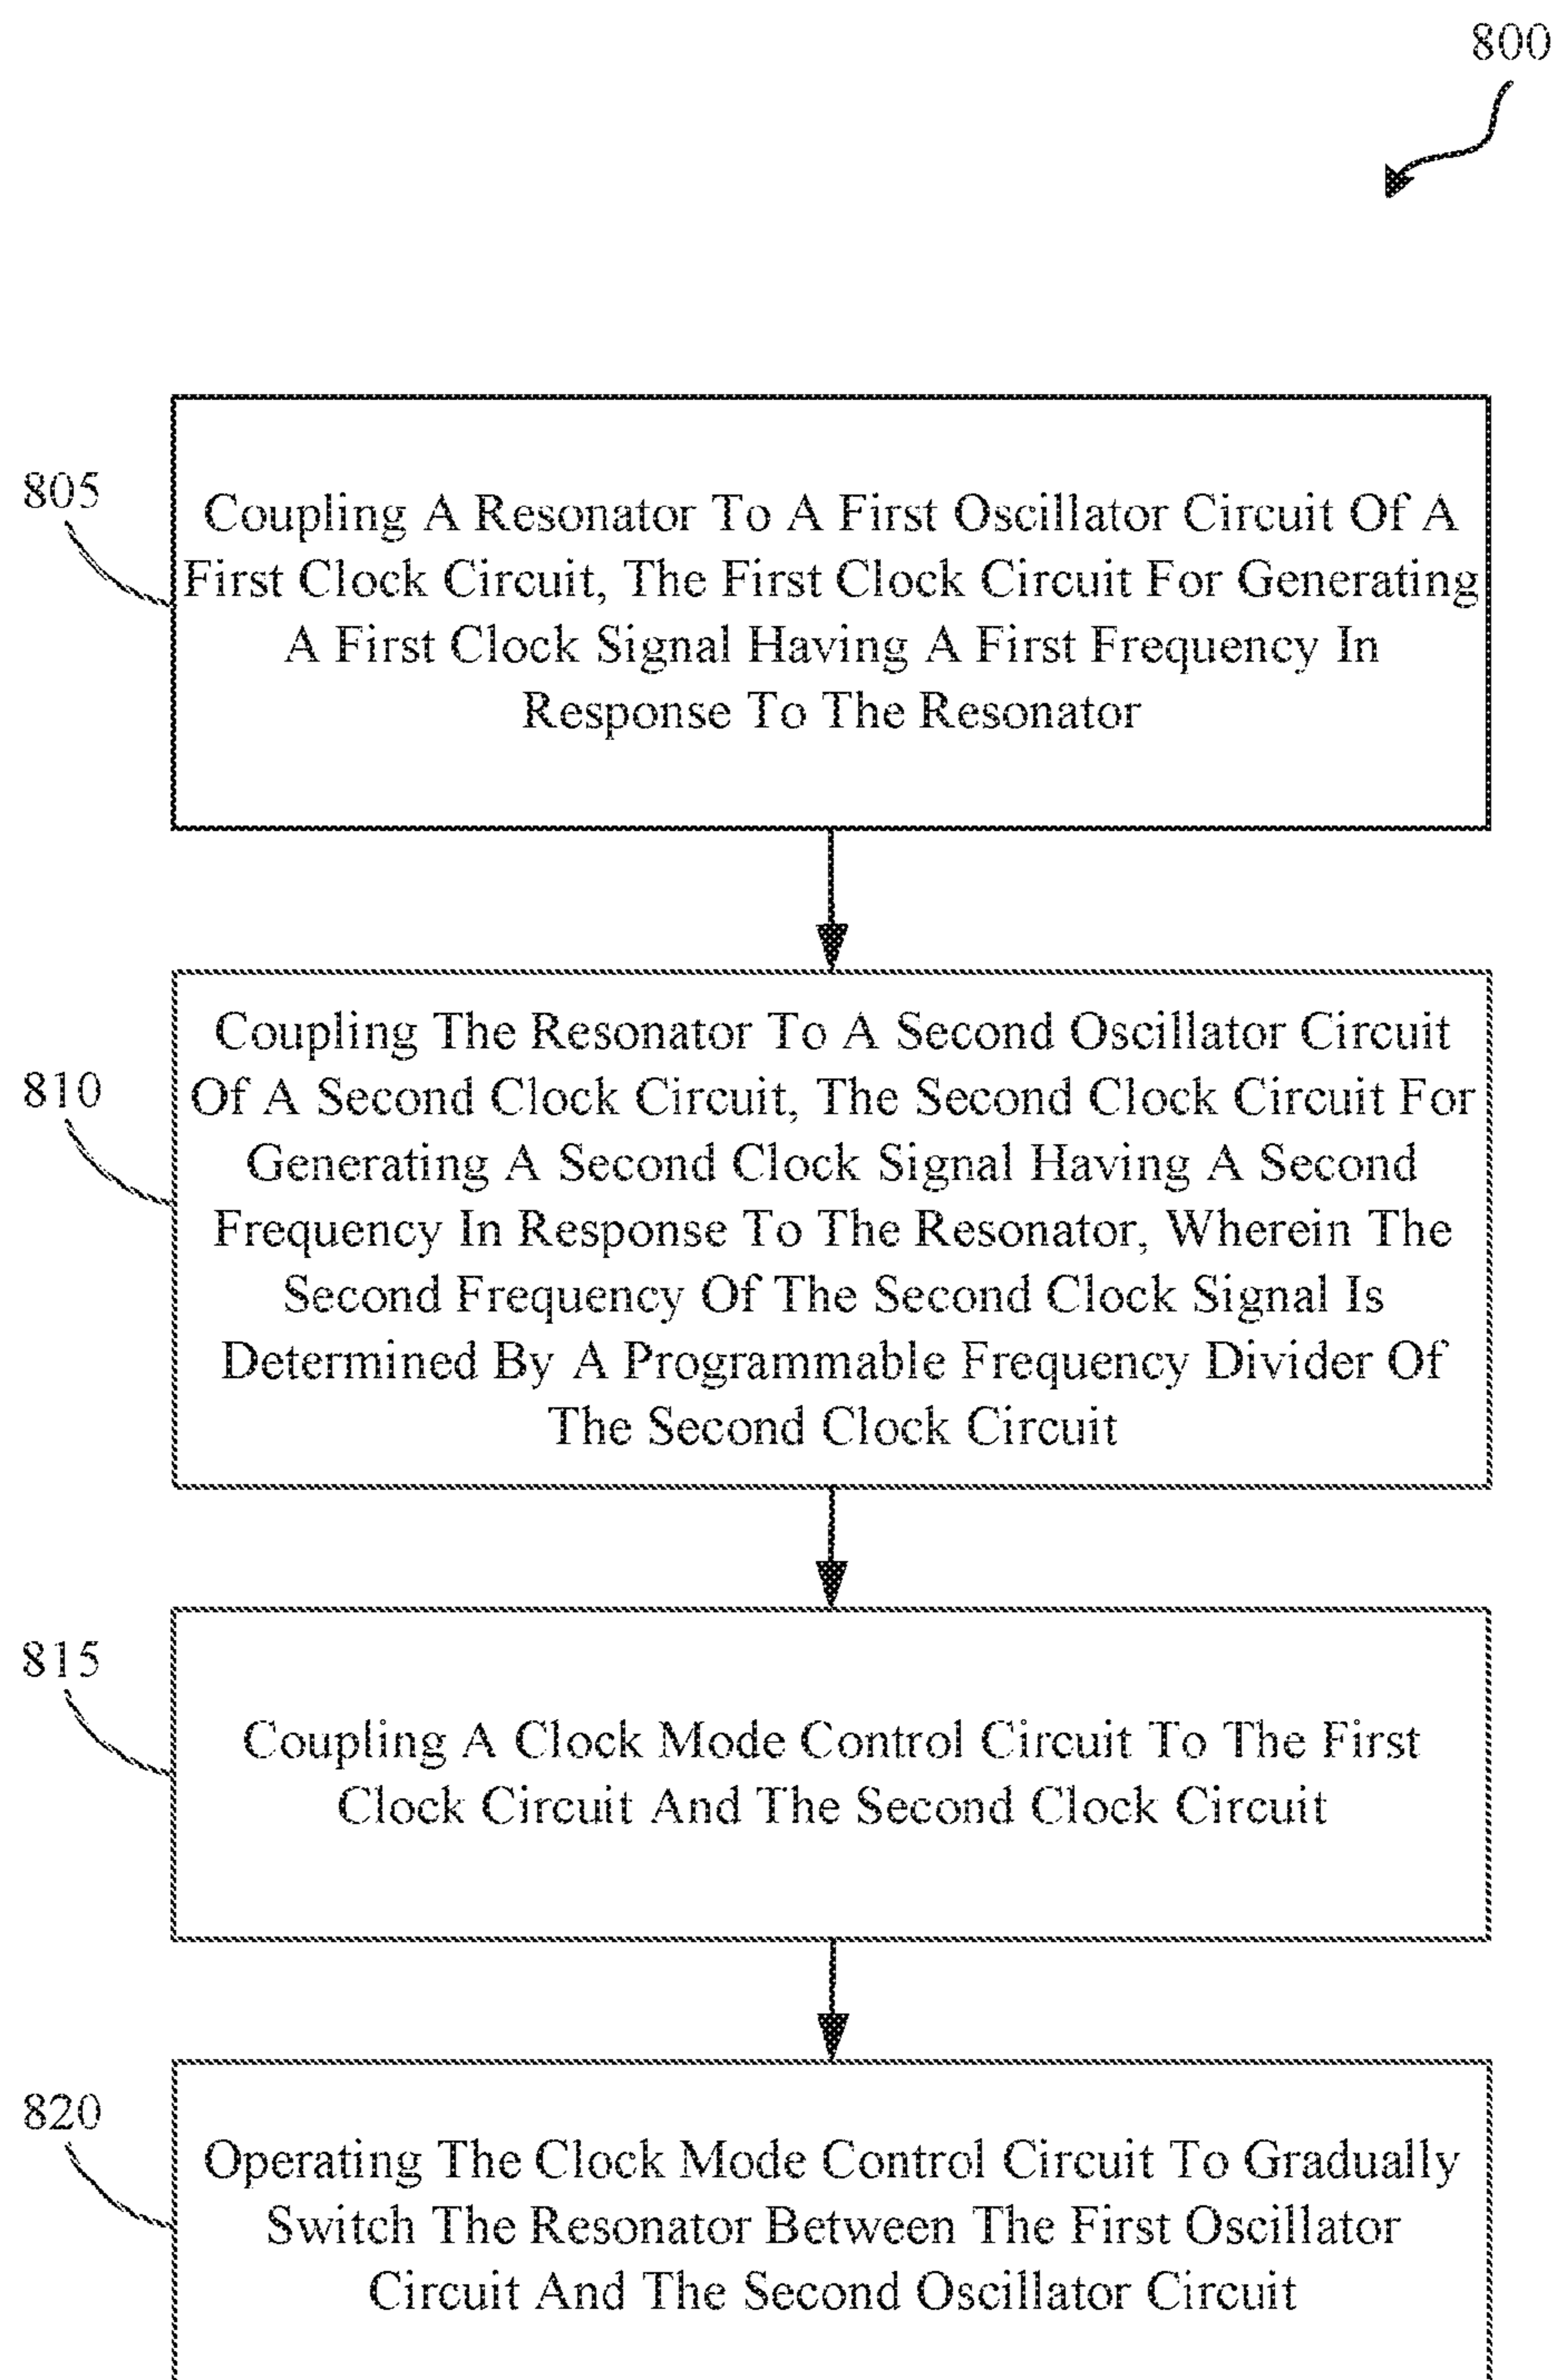 800
805
Coupling A Resonator To A First Oscillator Circuit Of A
First Clock Circuit, The First Clock Circuit For Generating
A First Clock Signal Having A First Frequency In
Response To The Resonator
810
Coupling The Resonator To A Second Oscillator Circuit
Of A Second Clock Circuit, The Second Clock Circuit For
Generating A Second Clock Signal Having A Second
Frequency In Response To The Resonator, Wherein The
Second Frequency Of The Second Clock Signal Is
Determined By A Programmable Frequency Divider Of
The Second Clock Circuit
815
Coupling A Clock Mode Control Circuit To The First
Clock Circuit And The Second Clock Circuit
820
Operating The Clock Mode Control Circuit To Gradually
Switch The Resonator Between The First Oscillator
Circuit And The Second Oscillator Circuit